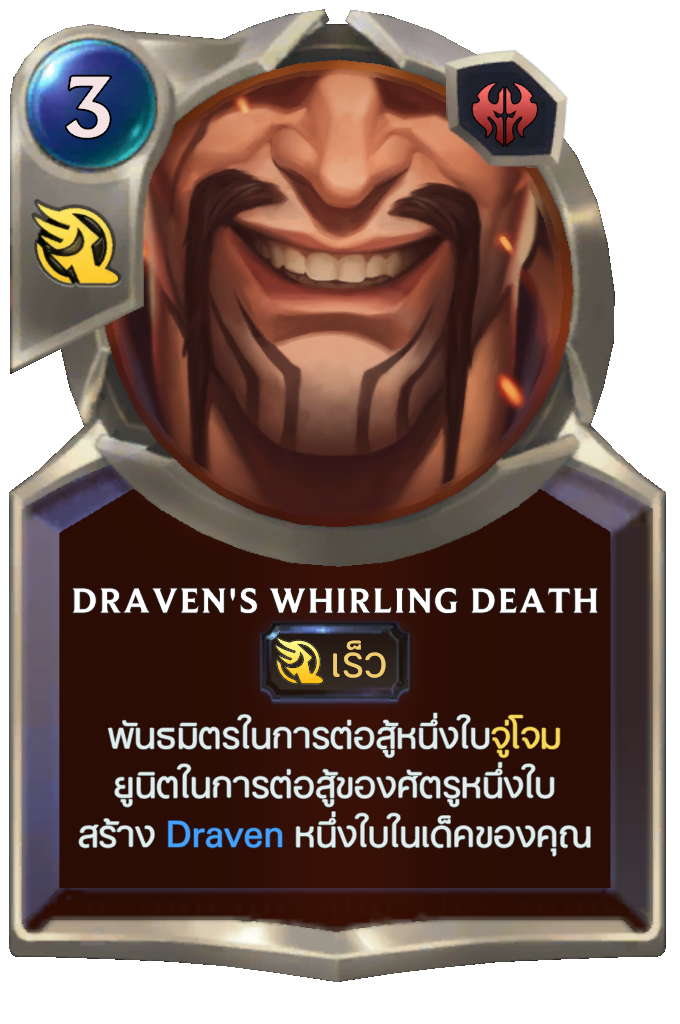 3
DRAVEN'S WHIRLING DEATH
เร็ว
พันธมิตรในการต่อสู้หนึ่งใบจู่โจม
ยูนิตในการต่อสู้ของศัตรูหนึ่งใบ
สร้าง Draven หนึ่งใบในเด็คของคุณ